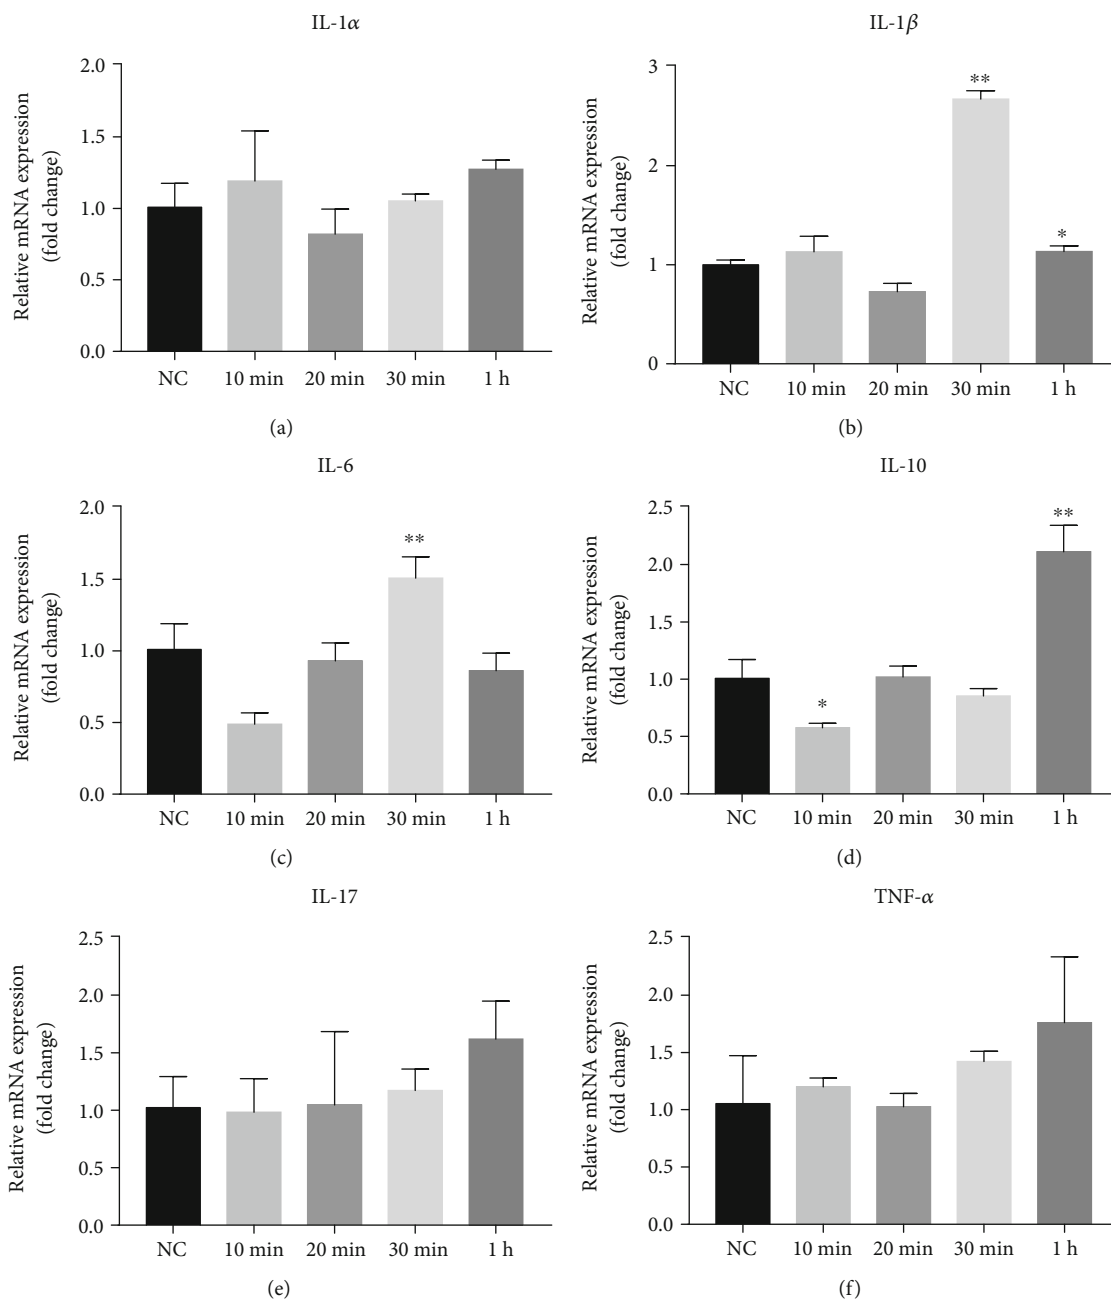 IL-1α
Relative mRNA expression
(fold change)
2.0
1.5
1.0
0.5
0.0
NC 10 min 20 min 30 min 1 h
(a)
IL-1β
Relative mRNA expression
(fold change)
3
2
1
0
**
*
NC 10 min 20 min 30 min 1 h
(b)
IL-6
Relative mRNA expression
(fold change)
2.0
1.5
1.0
0.5
0.0
**
NC 10 min 20 min 30 min 1 h
(c)
IL-10
Relative mRNA expression
(fold change)
2.5
2.0
1.5
1.0
0.5
0.0
*
**
NC 10 min 20 min 30 min 1 h
(d)
IL-17
Relative mRNA expression
(fold change)
2.5
2.0
1.5
1.0
0.5
0.0
NC 10 min 20 min 30 min 1 h
(e)
TNF-α
Relative mRNA expression
(fold change)
2.5
2.0
1.5
1.0
0.5
0.0
NC 10 min 20 min 30 min 1 h
(f)